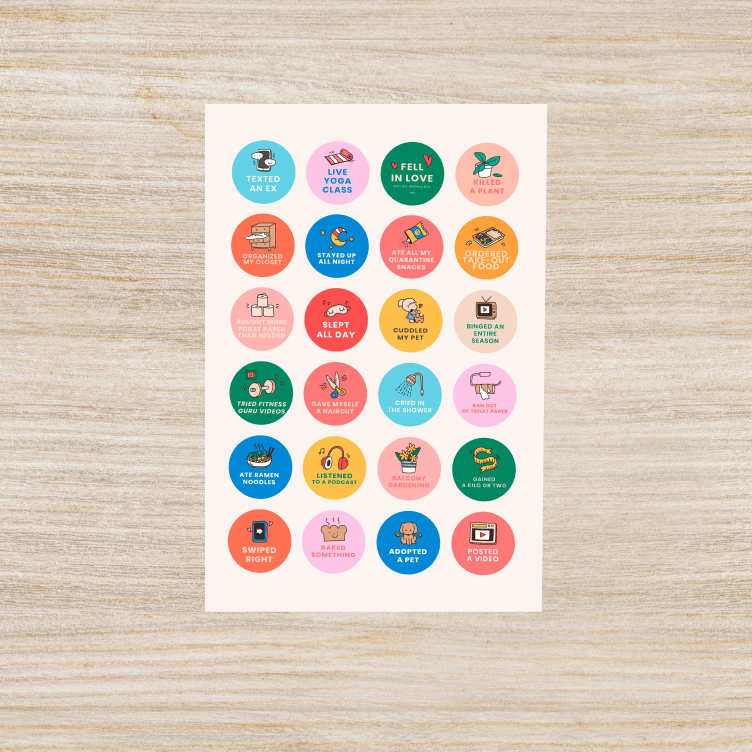 TEXTED
AN EX
LIVE
YOGA
CLASS
FELL
IN LOVE
KILLED
A PLANT
ORGANIZED
MY CLOSET
STAYED UP
ALL NIGHT
ATE ALL MY
QUARANTINE
SNACKS
ORDERED
TAKE-OUT
FOOD
BOUGHT MORE
TOILET PAPER
THAN NEEDED
SLEPT
ALL DAY
CUDDLED
MY PET
BINGED AN
ENTIRE
SEASON
TRIED FITNESS
GURU VIDEOS
GAVE MYSELF
A HAIRCUT
CRIED IN
THE SHOWER
RAN OUT
OF TOILET PAPER
ATE RAMEN
NOODLES
LISTENED
TO A PODCAST
BALCONY
GARDENING
GAINED
A KILO OR TWO
SWIPED
RIGHT
BAKED
SOMETHING
ADOPTED
A PET
POSTED
A VIDEO